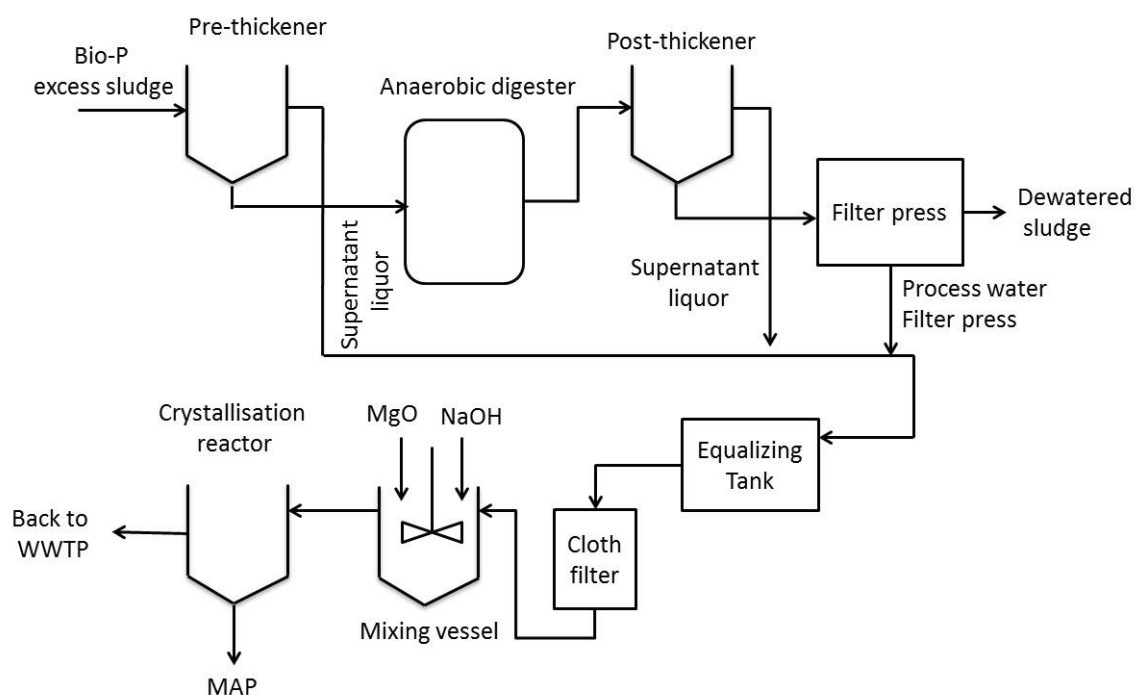 Pre-thickener
Bio-P
excess sludge
Anaerobic digester
Post-thickener
Supernatant
liquor
Supernatant
liquor
Filter press
Dewatered
sludge
Process water
Filter press
Crystallisation
reactor
MgO
NaOH
Equalizing
Tank
Back to
WWTP
Cloth
filter
Mixing vessel
MAP